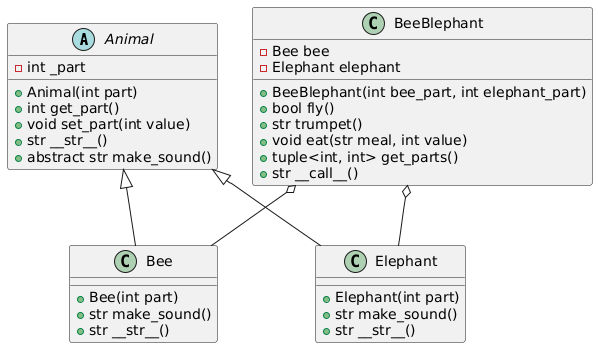 A Animal
int _part
Animal(int part)
int get_part()
void set_part(int value)
str __str__()
abstract str make_sound()
C BeeBlephant
Bee bee
Elephant elephant
BeeBlephant(int bee_part, int elephant_part)
bool fly()
str trumpet()
void eat(str meal, int value)
tuple<int, int> get_parts()
str __call__()
C Bee
Bee(int part)
str make_sound()
str __str__()
C Elephant
Elephant(int part)
str make_sound()
str __str__()